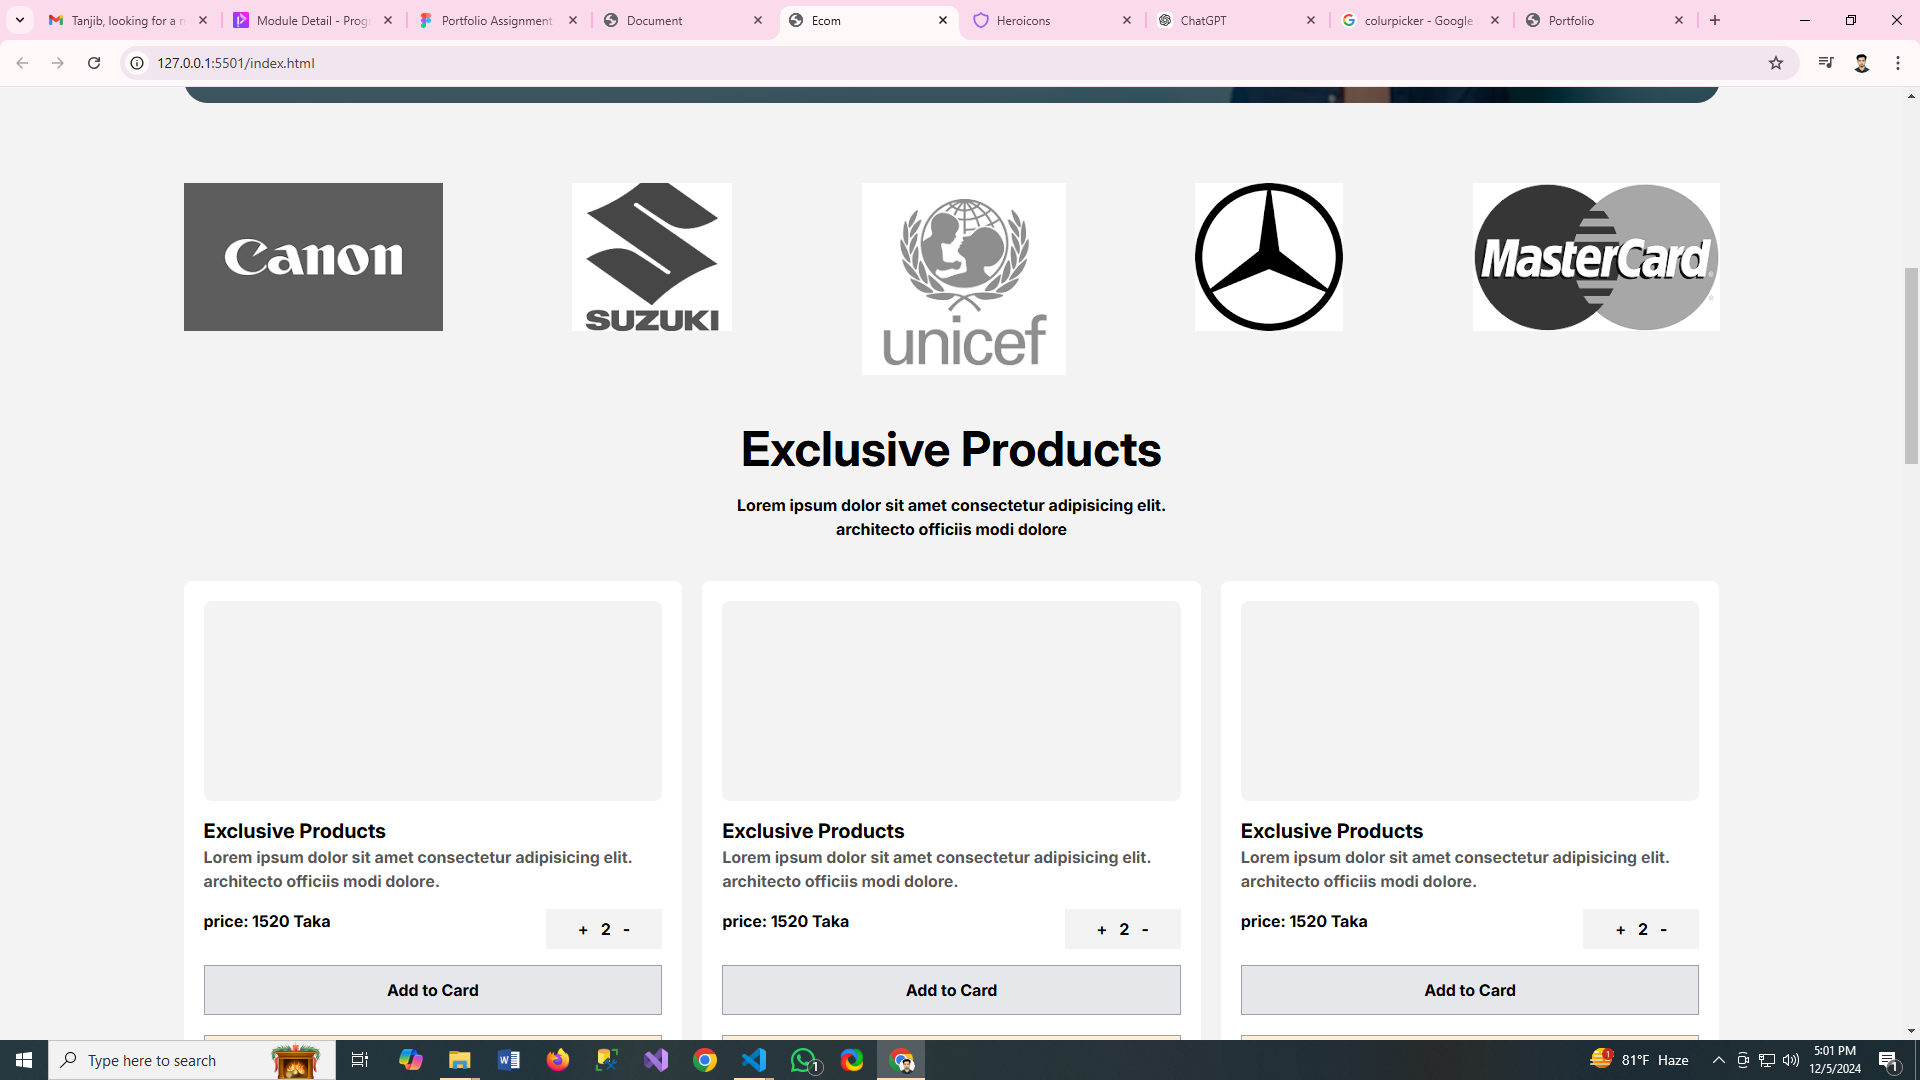 Tanjib, looking for a n
Module Detail - Progr
Portfolio Assignment
Document
Ecom
Heroicons
ChatGPT
colurpicker - Google
Portfolio
127.0.0.1:5501/index.html
Canon
SUZUKI
unicef
MasterCard
Exclusive Products
Lorem ipsum dolor sit amet consectetur adipisicing elit.
architecto officiis modi dolore
Exclusive Products
Lorem ipsum dolor sit amet consectetur adipisicing elit.
architecto officiis modi dolore.
price: 1520 Taka
+ 2 -
Add to Card
Exclusive Products
Lorem ipsum dolor sit amet consectetur adipisicing elit.
architecto officiis modi dolore.
price: 1520 Taka
+ 2 -
Add to Card
Exclusive Products
Lorem ipsum dolor sit amet consectetur adipisicing elit.
architecto officiis modi dolore.
price: 1520 Taka
+ 2 -
Add to Card
Type here to search
1
1
81°F Haze
5:01 PM
12/5/2024
1